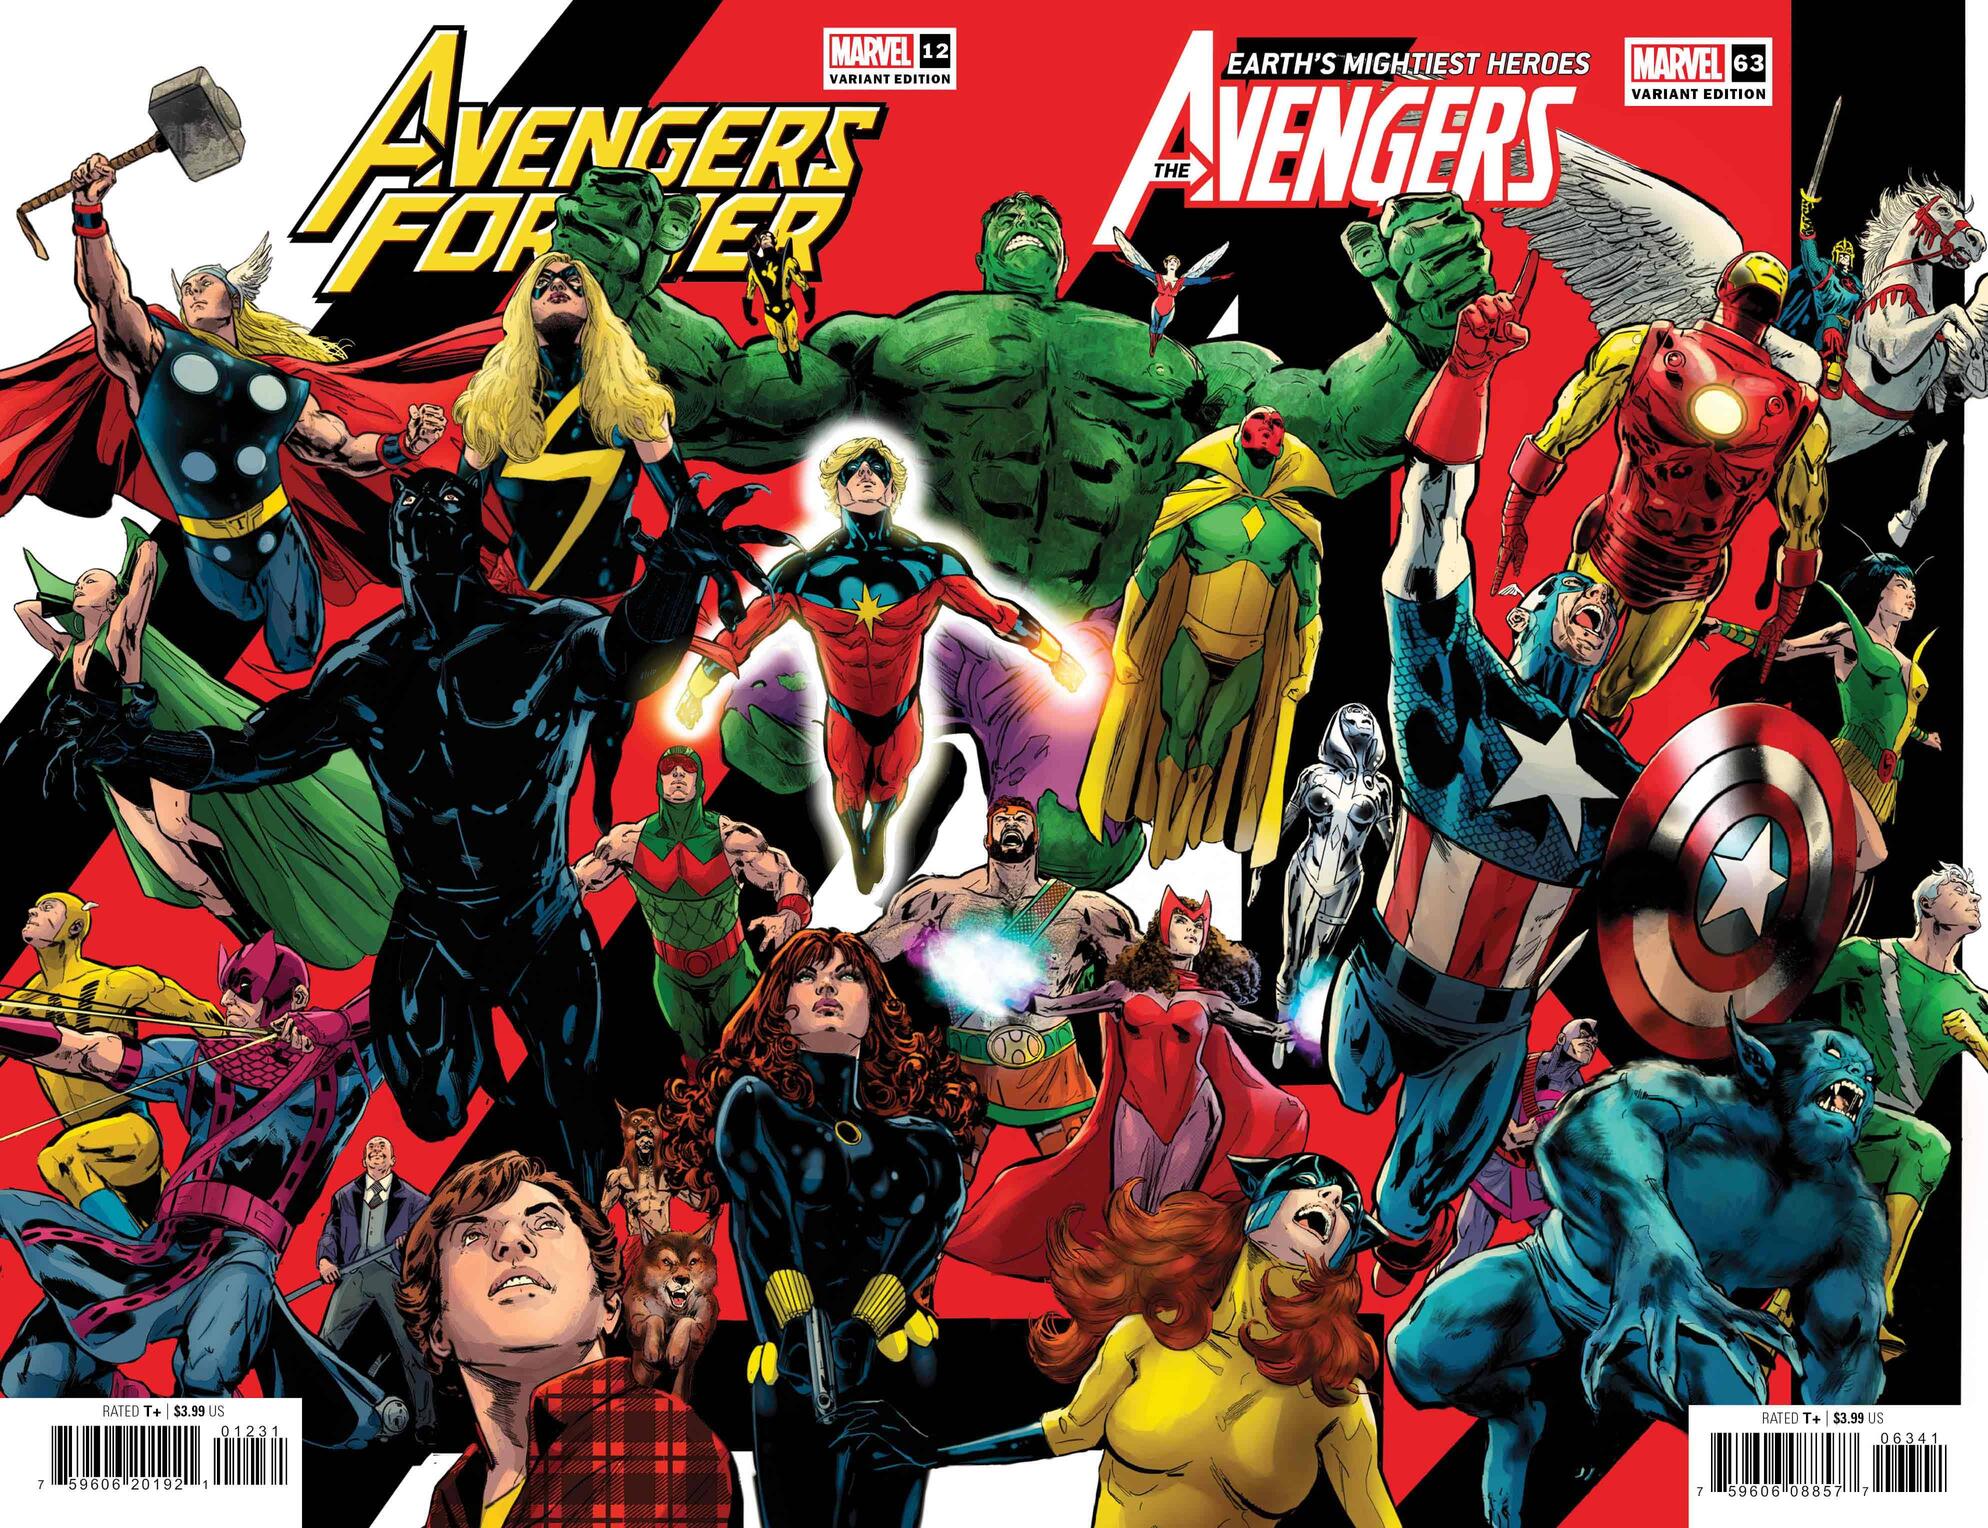 MARVEL 12
VARIANT EDITION
AVENGERS
FOREVER
MARVEL 63
VARIANT EDITION
EARTH'S MIGHTIEST HEROES
THE AVENGERS
RATED T+ | $3.99 US
01231
7 59606 20192 1
RATED T+ | $3.99 US
06341
7 59606 08857 7